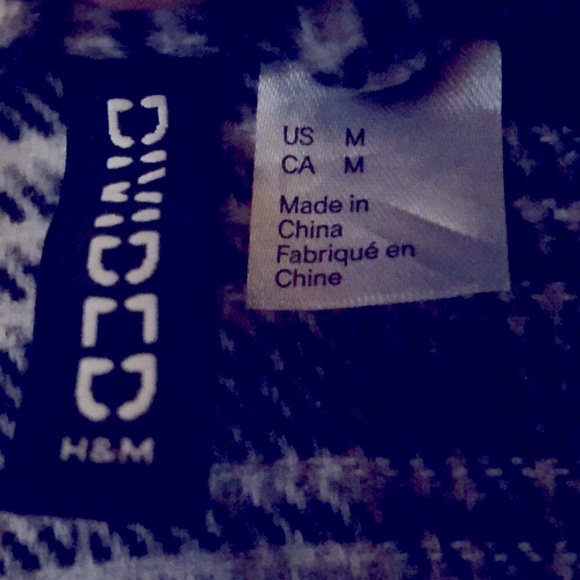 DIVIDED
H&M
US M
CA M
Made in
China
Fabriqué en
Chine